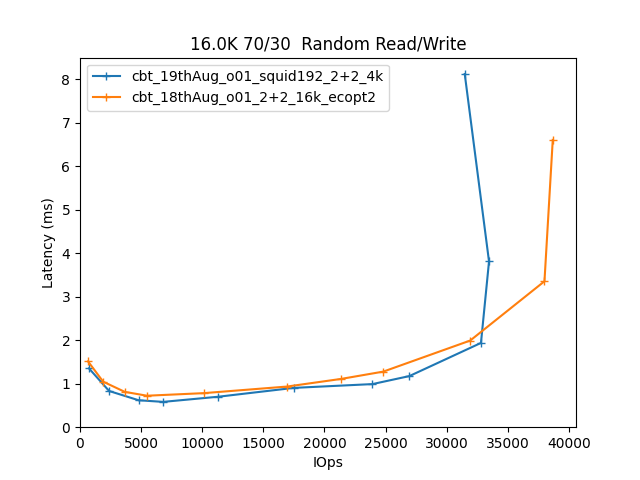 16.0K 70/30  Random Read/Write
cbt_19thAug_o01_squid192_2+2_4k
cbt_18thAug_o01_2+2_16k_ecopt2
Latency (ms)
8
7
6
5
4
3
2
1
0
0 5000 10000 15000 20000 25000 30000 35000 40000
IOps